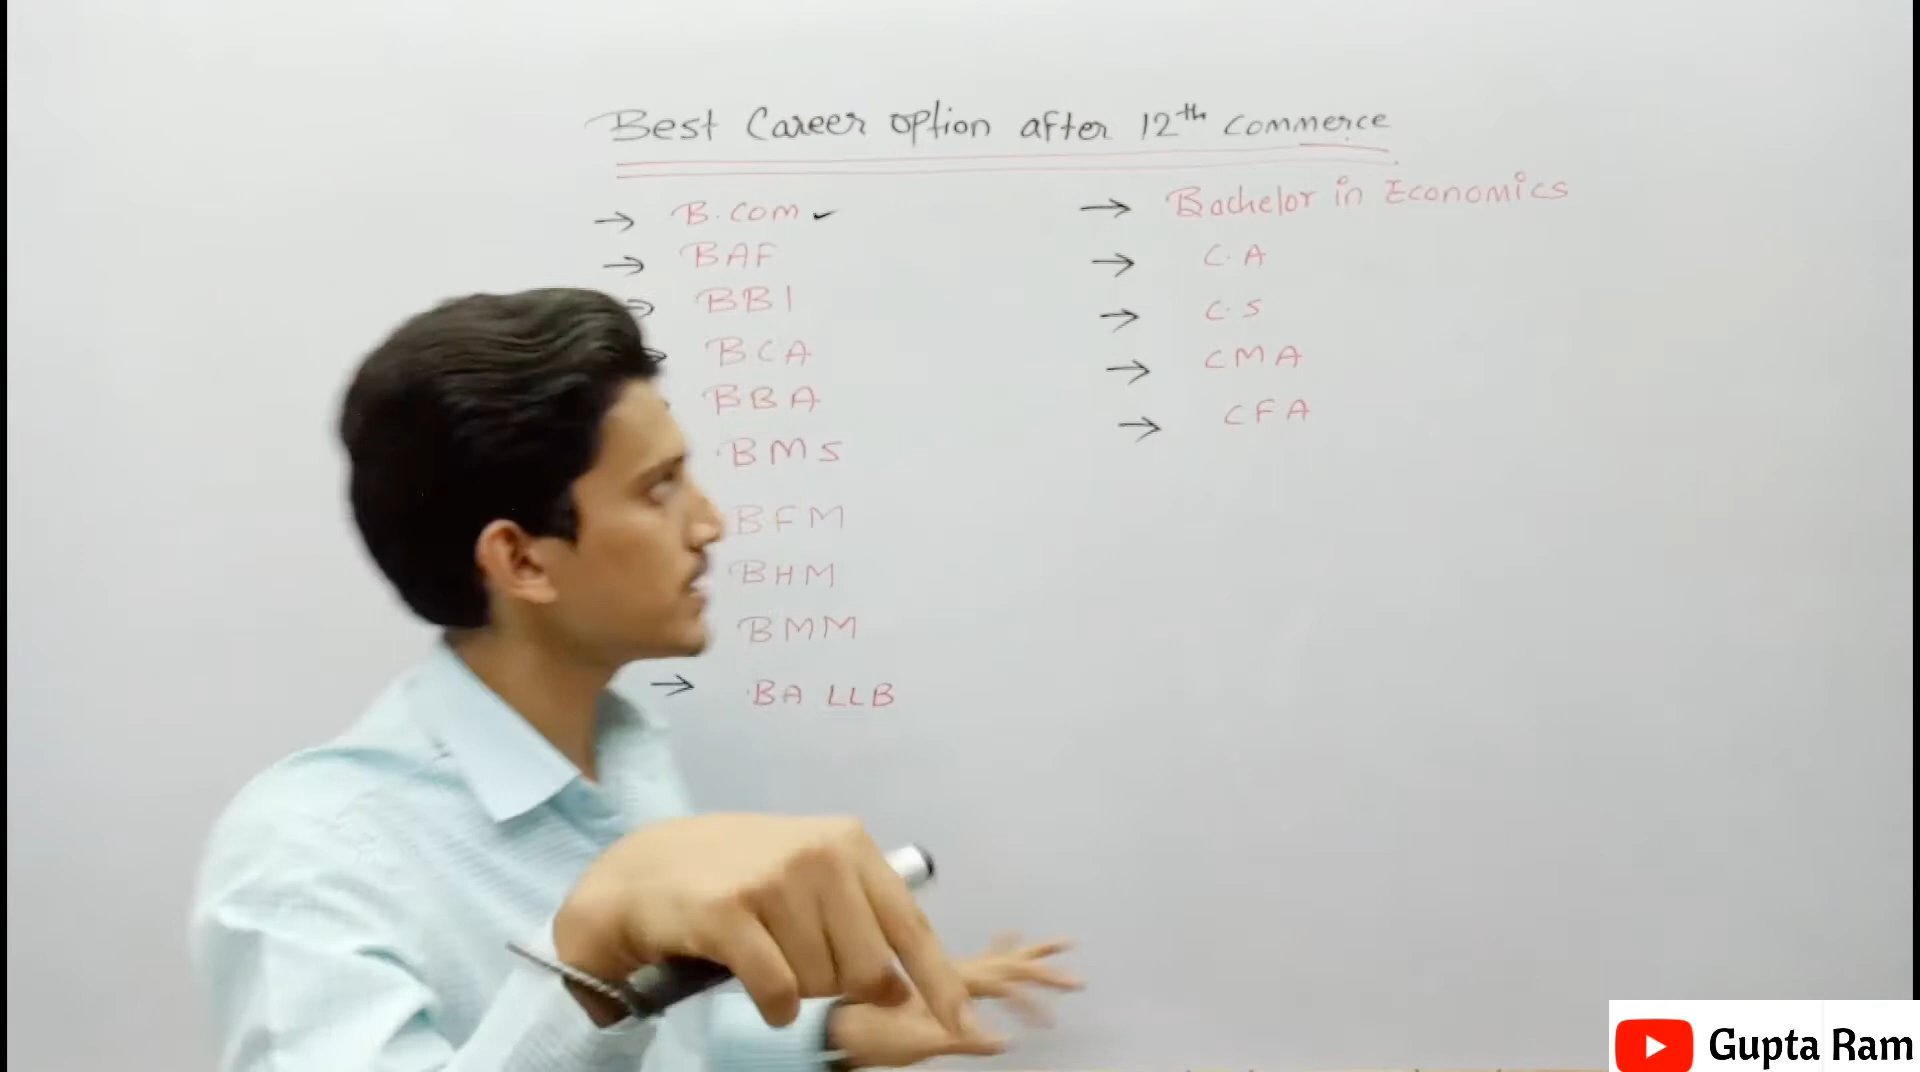 Best Career option after 12th commerce
→ B.COM ✓
→ BAF
→ BBI
BCA
BBA
BMS
BFM
BHM
BMM
→ BA LLB
→ Bachelor in Economics
→ C.A
→ C.S
→ CMA
→ CFA
Gupta Ram